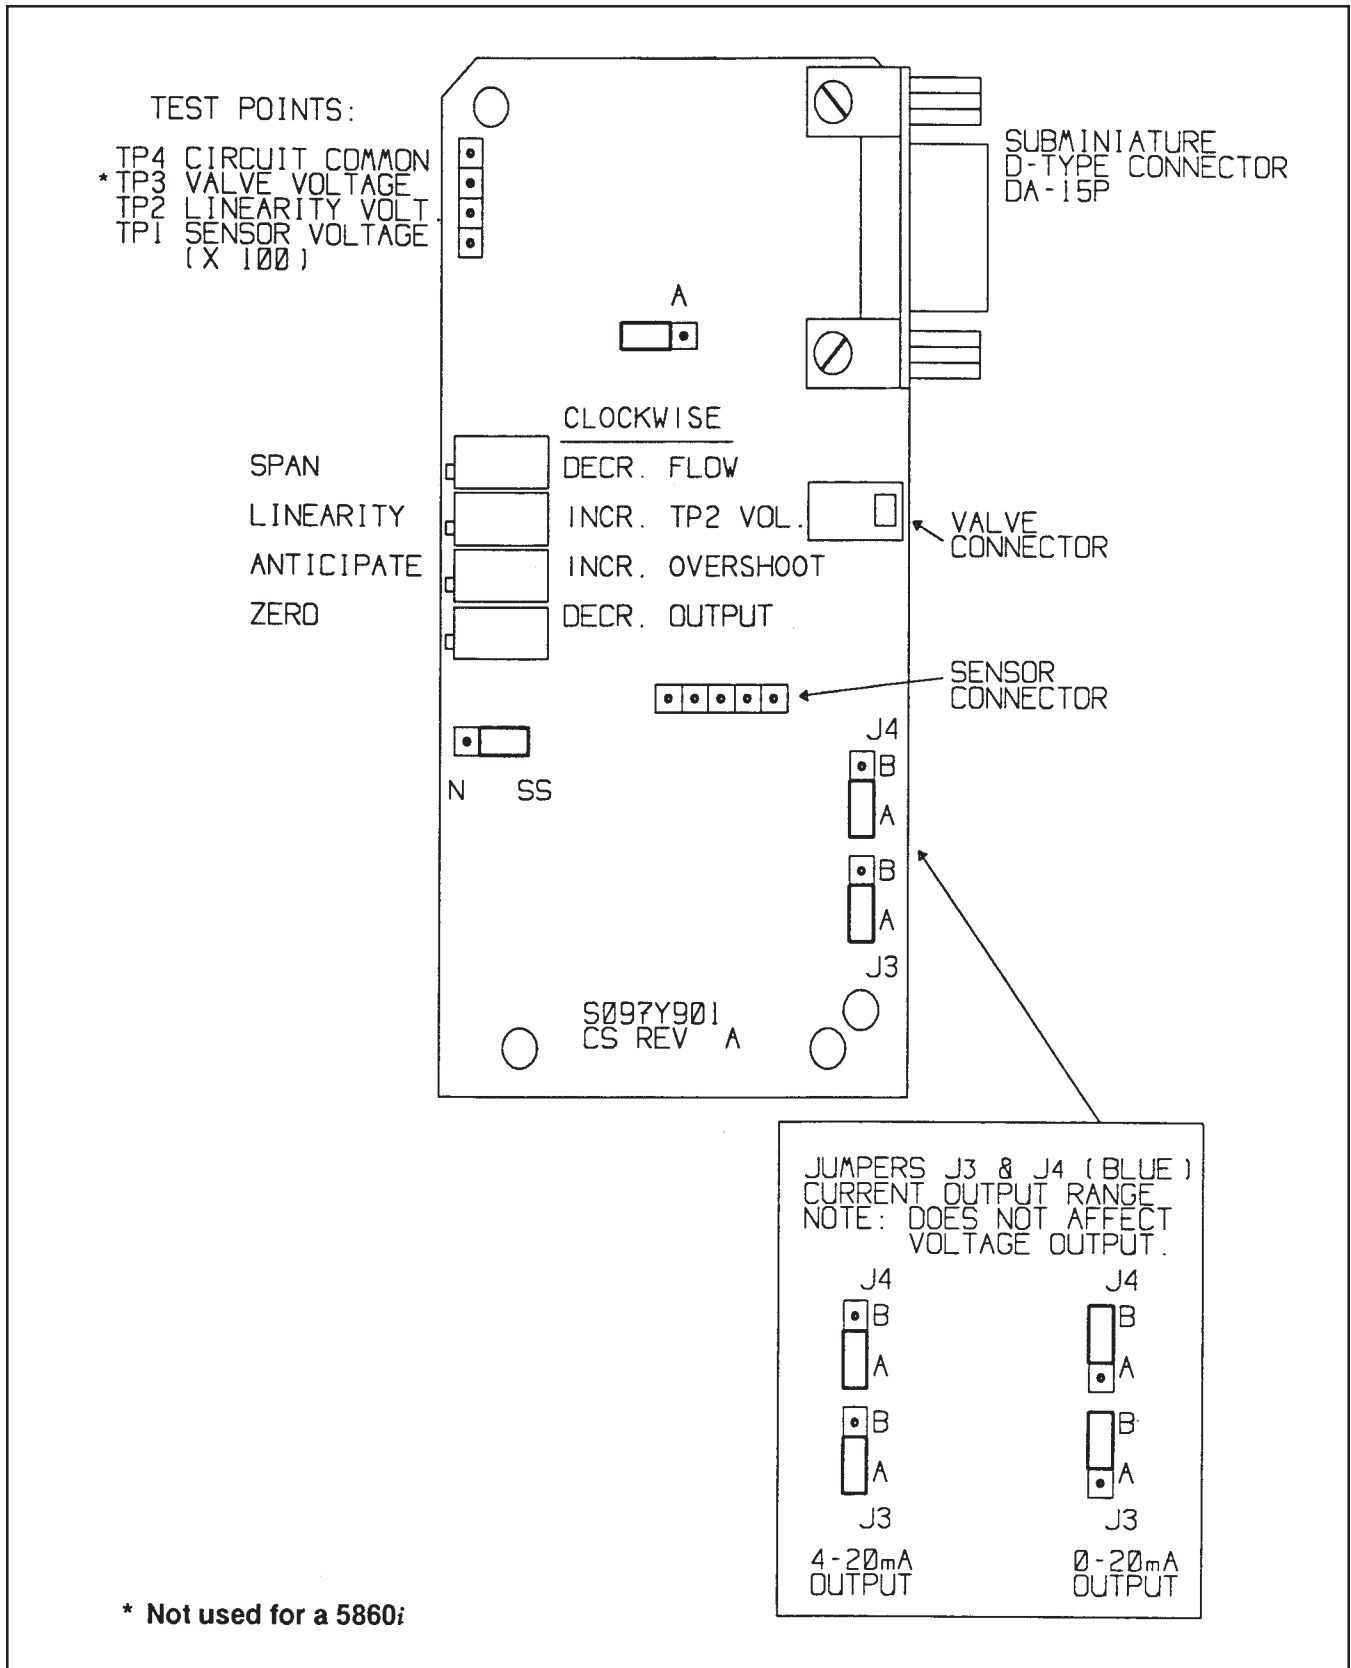 TEST POINTS:
TP4 CIRCUIT COMMON
*TP3 VALVE VOLTAGE
TP2 LINEARITY VOLT
TP1 SENSOR VOLTAGE
(X 100)
SUBMINIATURE
D-TYPE CONNECTOR
DA-15P
A
CLOCKWISE
SPAN DECR. FLOW
LINEARITY INCR. TP2 VOL.
ANTICIPATE INCR. OVERSHOOT
ZERO DECR. OUTPUT
VALVE
CONNECTOR
SENSOR
CONNECTOR
N SS
J4
B
A
B
A
J3
S097Y901
CS REV A
JUMPERS J3 & J4 (BLUE)
CURRENT OUTPUT RANGE
NOTE: DOES NOT AFFECT
VOLTAGE OUTPUT.
J4 J4
B B
A A
B B
A A
J3 J3
4-20mA 0-20mA
OUTPUT OUTPUT
* Not used for a 5860i